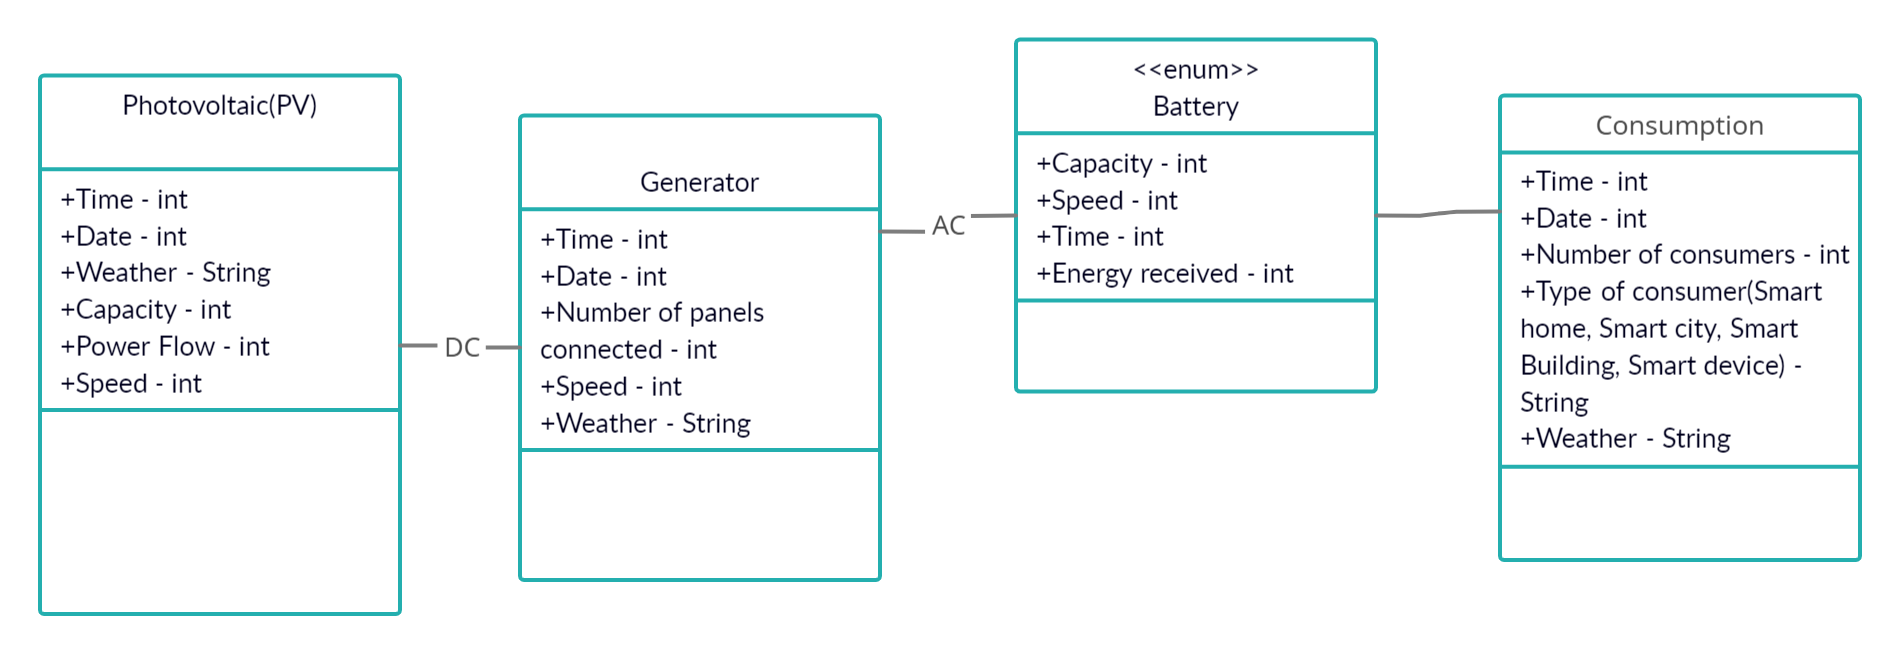 Photovoltaic(PV)
+Time - int
+Date - int
+Weather - String
+Capacity - int
+Power Flow - int
+Speed - int
DC
Generator
+Time - int
+Date - int
+Number of panels
connected - int
+Speed - int
+Weather - String
AC
<<enum>>
Battery
+Capacity - int
+Speed - int
+Time - int
+Energy received - int
Consumption
+Time - int
+Date - int
+Number of consumers - int
+Type of consumer(Smart
home, Smart city, Smart
Building, Smart device) -
String
+Weather - String